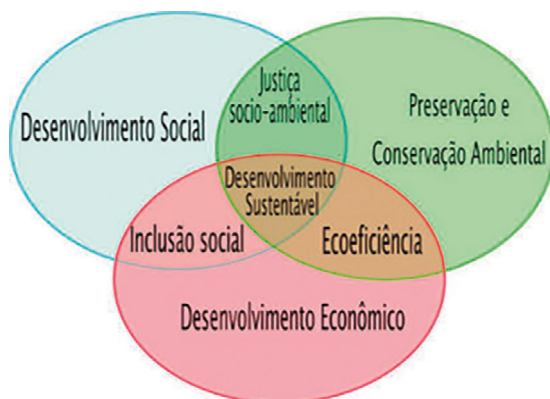 Justiça
socio-ambiental
Desenvolvimento Social
Preservação e
Conservação Ambiental
Desenvolvimento
Sustentável
Inclusão social
Ecoeficiência
Desenvolvimento Econômico